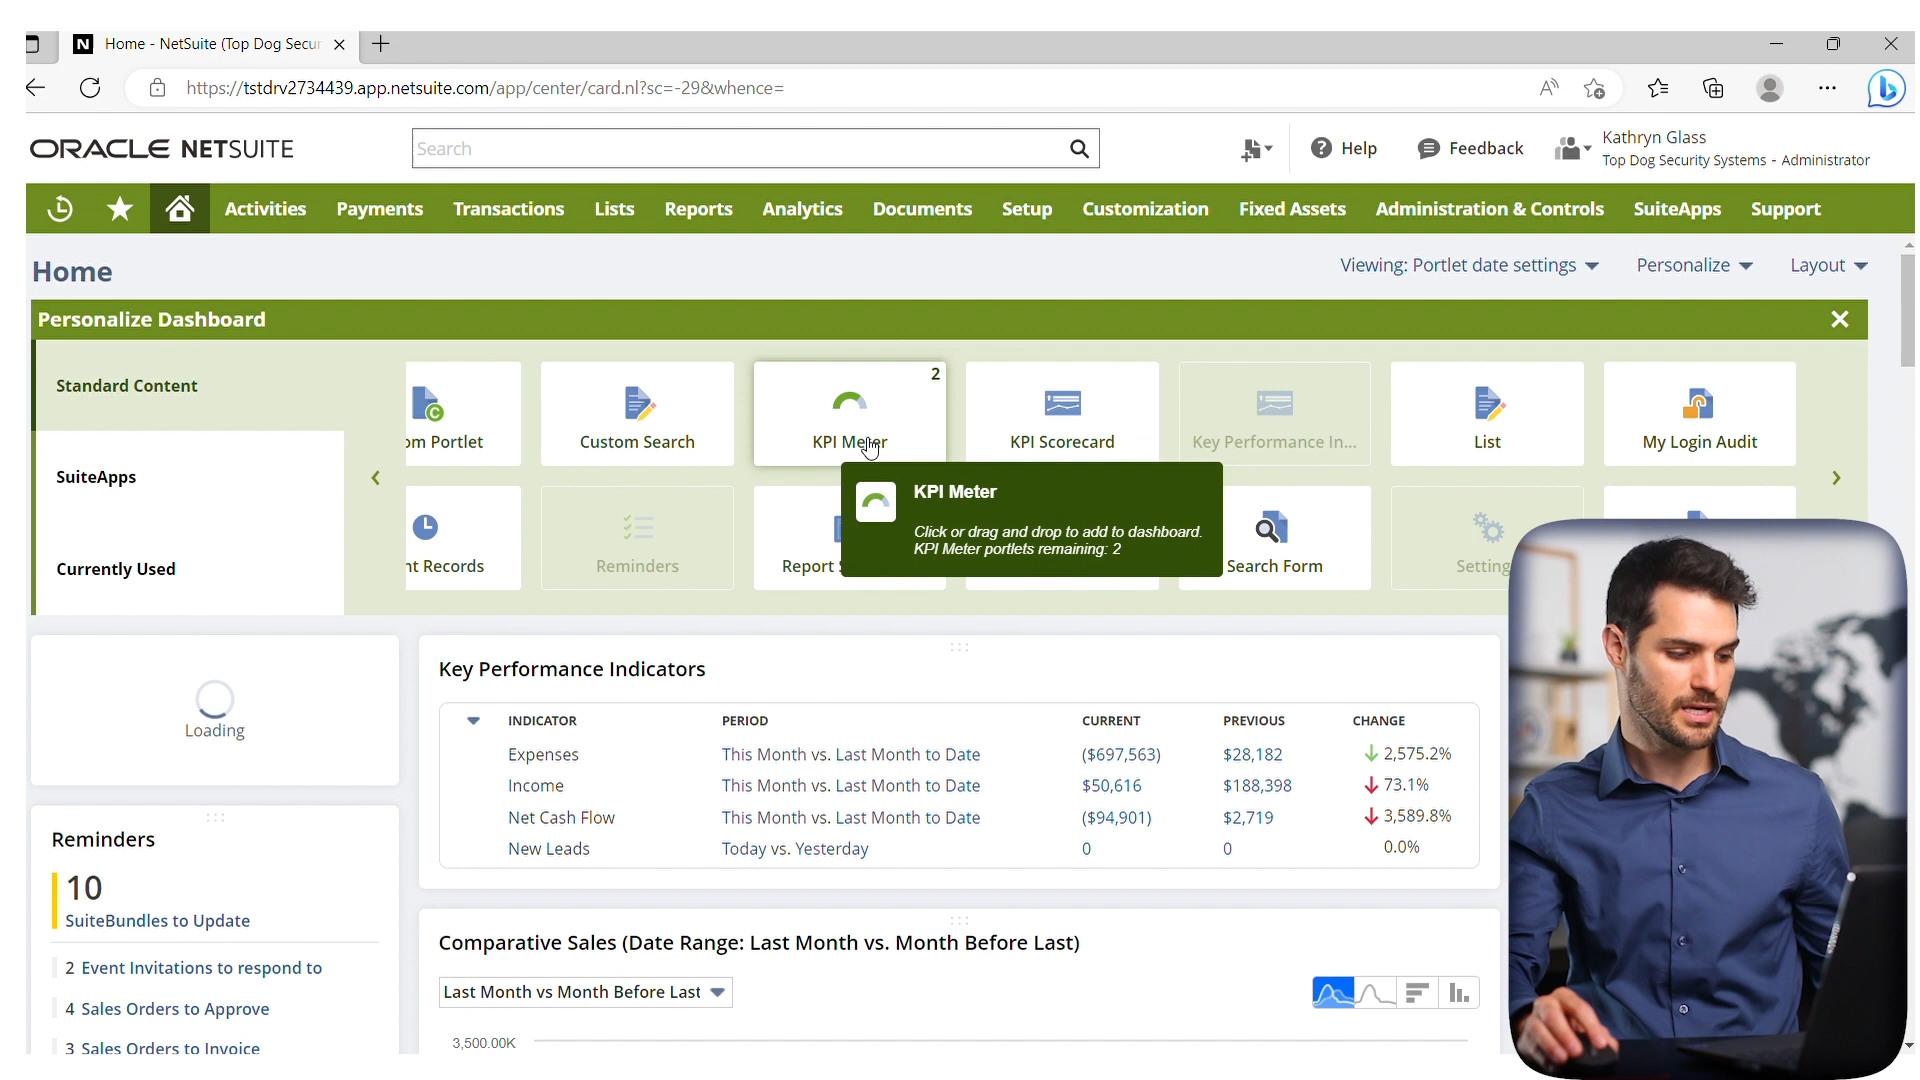 Home - NetSuite (Top Dog Secur
https://tstdrv2734439.app.netsuite.com/app/center/card.nl?sc=-29&whence=
ORACLE NETSUITE
Search
Help
Feedback
Kathryn Glass
Top Dog Security Systems - Administrator
Activities Payments Transactions Lists Reports Analytics Documents Setup Customization Fixed Assets Administration & Controls SuiteApps Support
Home
Viewing: Portlet date settings
Personalize
Layout
Personalize Dashboard
Standard Content
SuiteApps
Currently Used
om Portlet
Custom Search
2
KPI Meter
KPI Scorecard
Key Performance In...
List
My Login Audit
nt Records
Reminders
Report S
Search Form
Setting
KPI Meter
Click or drag and drop to add to dashboard.
KPI Meter portlets remaining: 2
Loading
Reminders
10
SuiteBundles to Update
2 Event Invitations to respond to
4 Sales Orders to Approve
3 Sales Orders to Invoice
Key Performance Indicators
INDICATOR PERIOD CURRENT PREVIOUS CHANGE
Expenses This Month vs. Last Month to Date ($697,563) $28,182 2,575.2%
Income This Month vs. Last Month to Date $50,616 $188,398 73.1%
Net Cash Flow This Month vs. Last Month to Date ($94,901) $2,719 3,589.8%
New Leads Today vs. Yesterday 0 0 0.0%
Comparative Sales (Date Range: Last Month vs. Month Before Last)
Last Month vs Month Before Last
3,500.00K